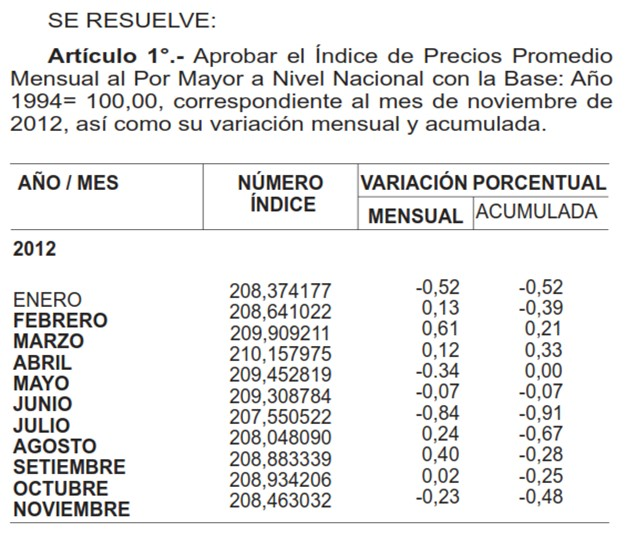 SE RESUELVE:
Artículo 1°.- Aprobar el Índice de Precios Promedio
Mensual al Por Mayor a Nivel Nacional con la Base: Año
1994= 100,00, correspondiente al mes de noviembre de
2012, así como su variación mensual y acumulada.
AÑO / MES NÚMERO ÍNDICE VARIACIÓN PORCENTUAL
MENSUAL ACUMULADA
2012
ENERO 208,374177 -0,52 -0,52
FEBRERO 208,641022 0,13 -0,39
MARZO 209,909211 0,61 0,21
ABRIL 210,157975 0,12 0,33
MAYO 209,452819 -0.34 0,00
JUNIO 209,308784 -0,07 -0,07
JULIO 207,550522 -0,84 -0,91
AGOSTO 208,048090 0,24 -0,67
SETIEMBRE 208,883339 0,40 -0,28
OCTUBRE 208,934206 0,02 -0,25
NOVIEMBRE 208,463032 -0,23 -0,48